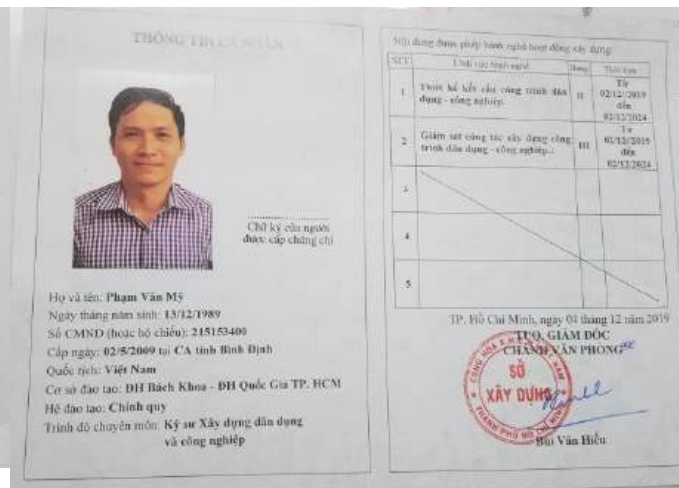 THÔNG TIN CÁ NHÂN
Chữ ký của người
được cấp chứng chỉ
Họ và tên: Phạm Văn Mỹ
Ngày tháng năm sinh: 13/12/1989
Số CMND (hoặc hộ chiếu): 215153400
Cấp ngày: 02/5/2009 tại CA tỉnh Bình Định
Quốc tịch: Việt Nam
Cơ sở đào tạo: ĐH Bách Khoa - ĐH Quốc Gia TP. HCM
Hệ đào tạo: Chính quy
Trình độ chuyên môn: Kỹ sư Xây dựng dân dụng
và công nghiệp
Nội dung được phép hành nghề hoạt động xây dựng:
STT Lĩnh vực hành nghề Hạng Thời hạn
1 Thiết kế kết cấu công trình dân dụng - công nghiệp. II Từ 02/12/2019 đến 02/12/2024
2 Giám sát công tác xây dựng công trình dân dụng - công nghiệp. III Từ 02/12/2019 đến 02/12/2024
3
4
5
TP. Hồ Chí Minh, ngày 04 tháng 12 năm 2019
TUQ. GIÁM ĐỐC
CHÁNH VĂN PHÒNG
SỞ
XÂY DỰNG
THÀNH PHỐ HỒ CHÍ MINH
Bùi Văn Hiếu